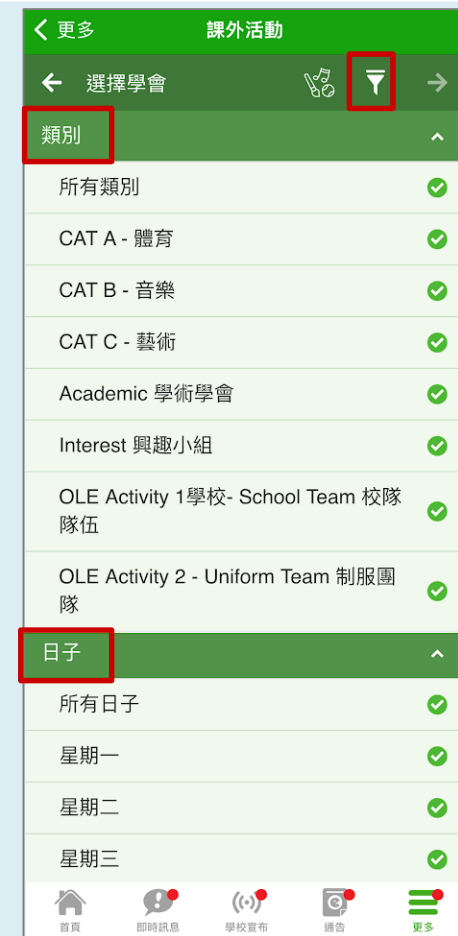 更多 課外活動
選擇學會
類別
所有類別
CAT A - 體育
CAT B - 音樂
CAT C - 藝術
Academic 學術學會
Interest 興趣小組
OLE Activity 1學校- School Team 校隊
隊伍
OLE Activity 2 - Uniform Team 制服團
隊
日子
所有日子
星期一
星期二
星期三
首頁 即時訊息 學校宣布 通告 更多